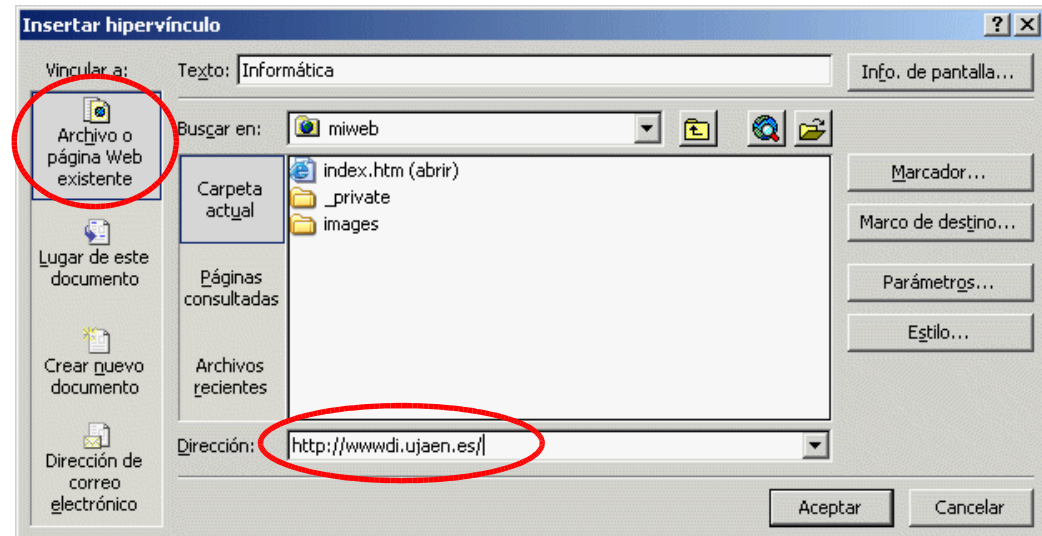 Insertar hipervínculo
Vincular a:
Texto: Informática
Info. de pantalla...
Archivo o
página Web
existente
Buscar en: miweb
Carpeta
actual
index.htm (abrir)
_private
images
Marcador...
Marco de destino...
Lugar de este
documento
Páginas
consultadas
Parámetros...
Estilo...
Crear nuevo
documento
Archivos
recientes
Dirección: http://wwwdi.ujaen.es/
Dirección de
correo
electrónico
Aceptar
Cancelar